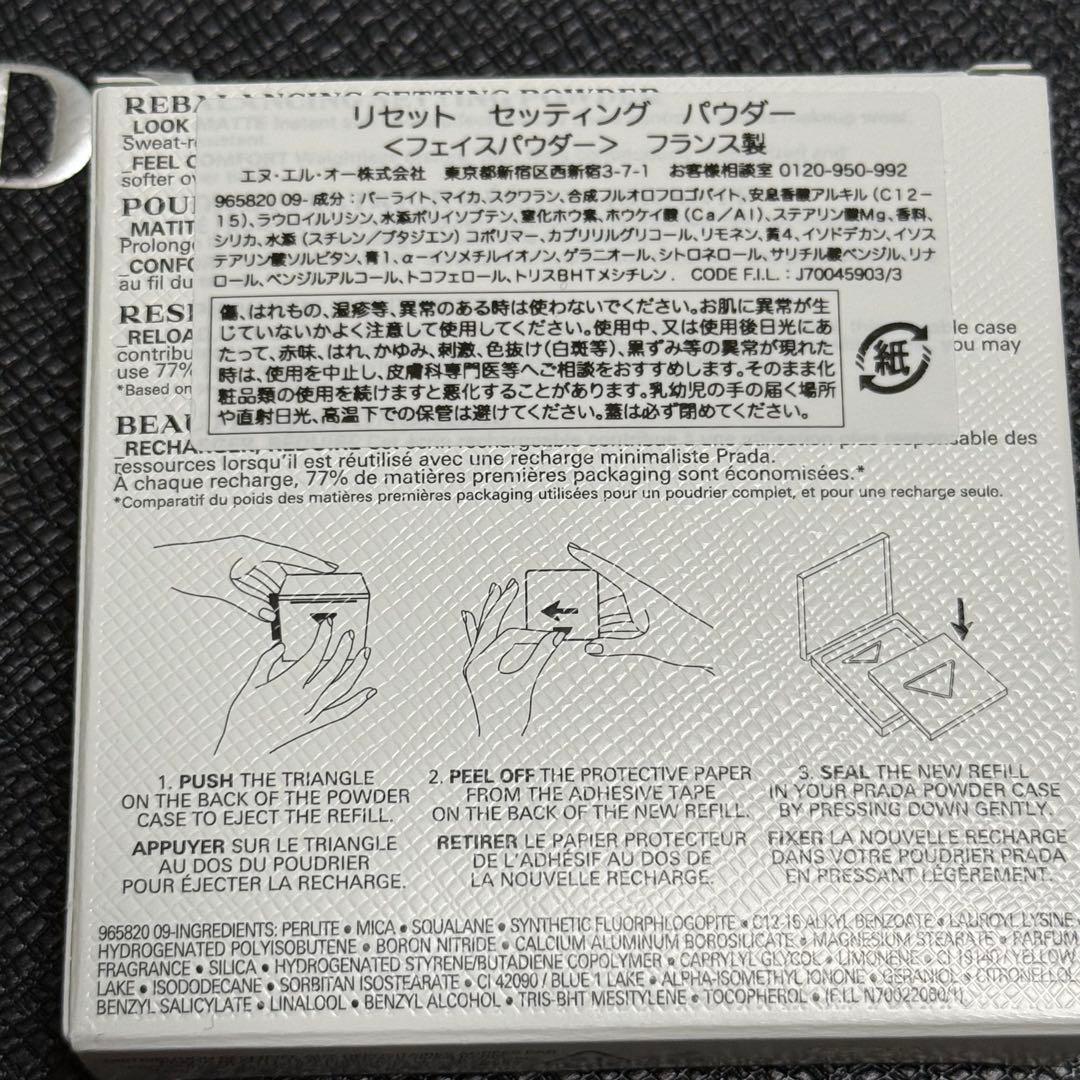 D
REBALANCING SETTING POWDER
_LOOK
MATTE Instant
Sweat-r
_FEEL C
COMFORT
softer ov
POU
_MATIT
Prolonge
_CONFO
au fil du
RES
_RELOA
le case
contribu
you may
use 77%
*Based on
BEAU
リセット セッティング パウダー
＜フェイスパウダー＞ フランス製
エヌ・エル・オー株式会社 東京都新宿区西新宿3-7-1 お客様相談室 0120-950-992
965820 09- 成分：パーライト、マイカ、スクワラン、合成フルオロフロゴパイト、安息香酸アルキル（C12－
15）、ラウロイルリシン、水添ポリイソブテン、窒化ホウ素、ホウケイ酸（Ca／Al）、ステアリン酸Mg、香料、
シリカ、水添（スチレン／ブタジエン）コポリマー、カプリリルグリコール、リモネン、黄4、イソドデカン、イソス
テアリン酸ソルビタン、青1、α－イソメチルイオノン、ゲラニオール、シトロネロール、サリチル酸ベンジル、リナ
ロール、ベンジルアルコール、トコフェロール、トリスBHTメシチレン． CODE F.I.L：J70045903/3
傷、はれもの、湿疹等、異常のある時は使わないでください。お肌に異常が生
じていないかよく注意して使用してください。使用中、又は使用後日光にあ
たって、赤味、はれ、かゆみ、刺激、色抜け(白斑等)、黒ずみ等の異常が現れた
時は、使用を中止し、皮膚科専門医等へご相談をおすすめします。そのまま化
粧品類の使用を続けますと悪化することがあります。乳幼児の手の届く場所
や直射日光、高温下での保管は避けてください。蓋は必ず閉めてください。
紙
_RECHARGER, RÉDUIRE able des
ressources lorsqu'il est réutilisé avec une recharge minimaliste Prada.
À chaque recharge, 77% de matières premières packaging sont économisées.*
*Comparatif du poids des matières premières packaging utilisées pour un poudrier complet, et pour une recharge seule.
1. PUSH THE TRIANGLE
ON THE BACK OF THE POWDER
CASE TO EJECT THE REFILL.
APPUYER SUR LE TRIANGLE
AU DOS DU POUDRIER
POUR ÉJECTER LA RECHARGE.
2. PEEL OFF THE PROTECTIVE PAPER
FROM THE ADHESIVE TAPE
ON THE BACK OF THE NEW REFILL.
RETIRER LE PAPIER PROTECTEUR
DE L'ADHÉSIF AU DOS DE
LA NOUVELLE RECHARGE.
3. SEAL THE NEW REFILL
IN YOUR PRADA POWDER CASE
BY PRESSING DOWN GENTLY.
FIXER LA NOUVELLE RECHARGE
DANS VOTRE POUDRIER PRADA
EN PRESSANT LÉGÈREMENT.
965820 09-INGREDIENTS: PERLITE • MICA • SQUALANE • SYNTHETIC FLUORPHLOGOPITE • C12-15 ALKYL BENZOATE • LAUROYL LYSINE
HYDROGENATED POLYISOBUTENE • BORON NITRIDE • CALCIUM ALUMINUM BOROSILICATE • MAGNESIUM STEARATE • PARFUM
FRAGRANCE • SILICA • HYDROGENATED STYRENE/BUTADIENE COPOLYMER • CAPRYLYL GLYCOL • LIMONENE • CI 19140 / YELLOW
LAKE • ISODODECANE • SORBITAN ISOSTEARATE • CI 42090 / BLUE 1 LAKE • ALPHA-ISOMETHYL IONONE • GERANIOL • CITRONELLOL
BENZYL SALICYLATE • LINALOOL • BENZYL ALCOHOL • TRIS-BHT MESITYLENE • TOCOPHEROL • (F.I.L N70022080/1)